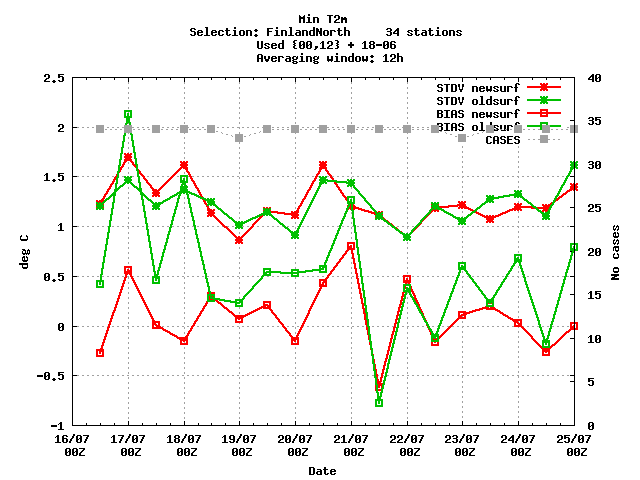 Min T2m
Selection: FinlandNorth 34 stations
Used {00,12} + 18-06
Averaging window: 12h
STDV newsurf
STDV oldsurf
BIAS newsurf
BIAS oldsurf
CASES
deg C
2.5
2
1.5
1
0.5
0
-0.5
-1
No cases
40
35
30
25
20
15
10
5
0
16/07 17/07 18/07 19/07 20/07 21/07 22/07 23/07 24/07 25/07
00Z 00Z 00Z 00Z 00Z 00Z 00Z 00Z 00Z 00Z
Date